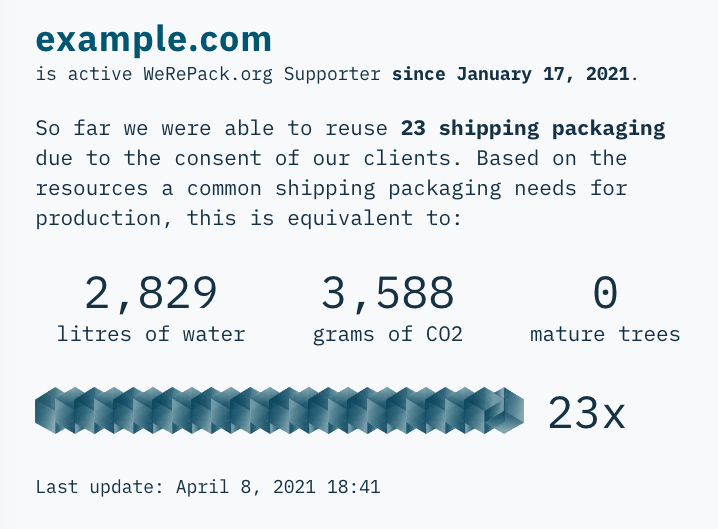 example.com
is active WeRePack.org Supporter since January 17, 2021.
So far we were able to reuse 23 shipping packaging
due to the consent of our clients. Based on the
resources a common shipping packaging needs for
production, this is equivalent to:
2,829 3,588 0
litres of water grams of CO2 mature trees
23x
Last update: April 8, 2021 18:41